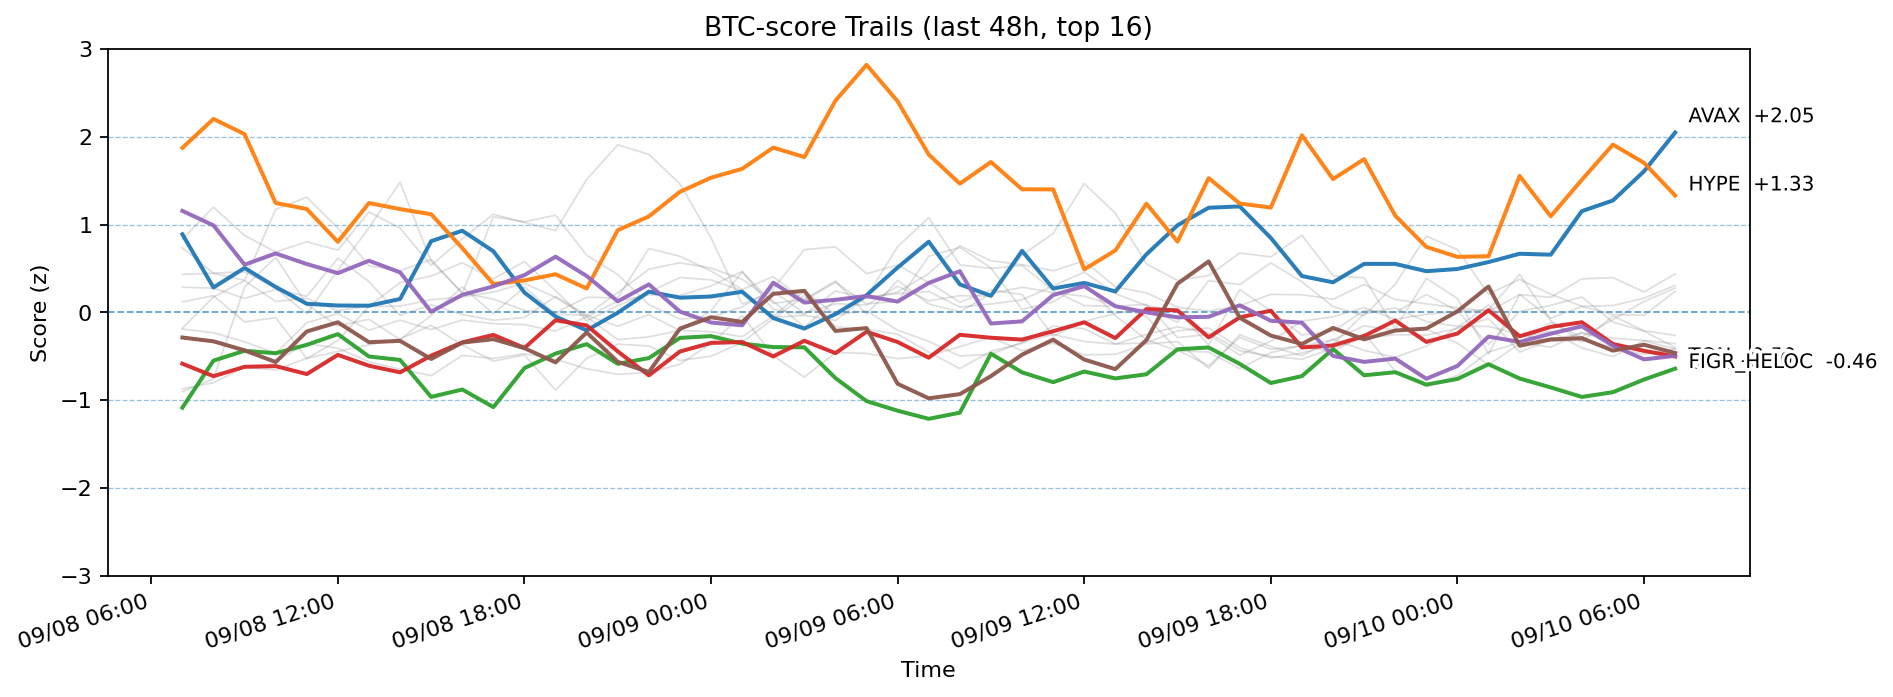 BTC-score Trails (last 48h, top 16)
Score (z)
3
2
1
0
−1
−2
−3
AVAX +2.05
HYPE +1.33
FIGR_HELOC -0.46
09/08 06:00
09/08 12:00
09/08 18:00
09/09 00:00
09/09 06:00
09/09 12:00
09/09 18:00
09/10 00:00
09/10 06:00
Time